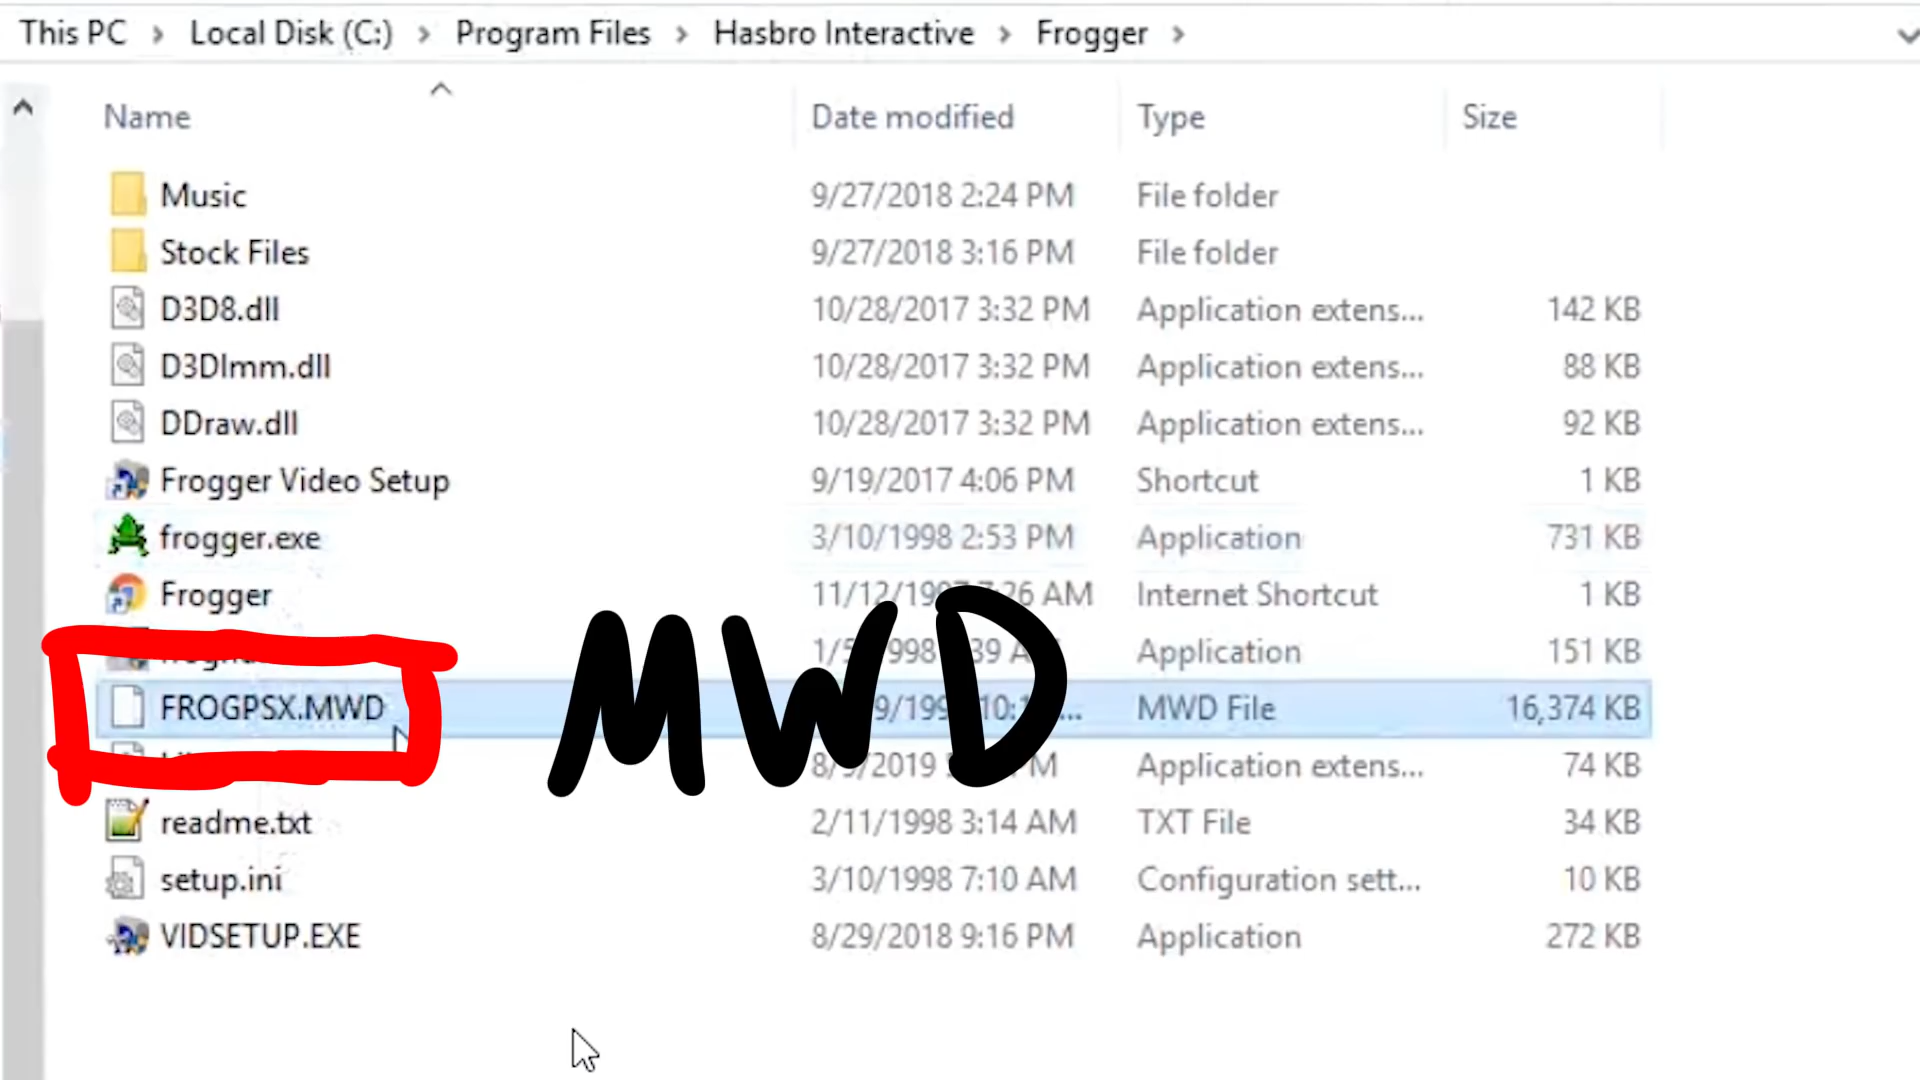 This PC > Local Disk (C:) > Program Files > Hasbro Interactive > Frogger >
Name Date modified Type Size
Music 9/27/2018 2:24 PM File folder
Stock Files 9/27/2018 3:16 PM File folder
D3D8.dll 10/28/2017 3:32 PM Application extens... 142 KB
D3DImm.dll 10/28/2017 3:32 PM Application extens... 88 KB
DDraw.dll 10/28/2017 3:32 PM Application extens... 92 KB
Frogger Video Setup 9/19/2017 4:06 PM Shortcut 1 KB
frogger.exe 3/10/1998 2:53 PM Application 731 KB
Frogger AM Internet Shortcut 1 KB
Application 151 KB
FROGPSX.MWD MWD File 16,374 KB
MWD
Application extens... 74 KB
readme.txt 2/11/1998 3:14 AM TXT File 34 KB
setup.ini 3/10/1998 7:10 AM Configuration sett... 10 KB
VIDSETUP.EXE 8/29/2018 9:16 PM Application 272 KB